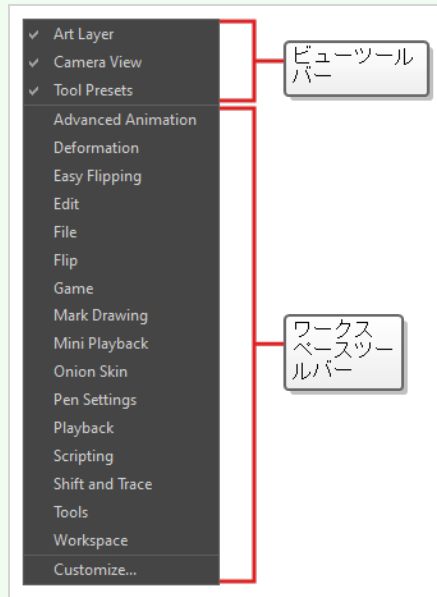 Art Layer
Camera View
Tool Presets
Advanced Animation
Deformation
Easy Flipping
Edit
File
Flip
Game
Mark Drawing
Mini Playback
Onion Skin
Pen Settings
Playback
Scripting
Shift and Trace
Tools
Workspace
Customize...
ビューツール
バー
ワークス
ペースツー
ルバー